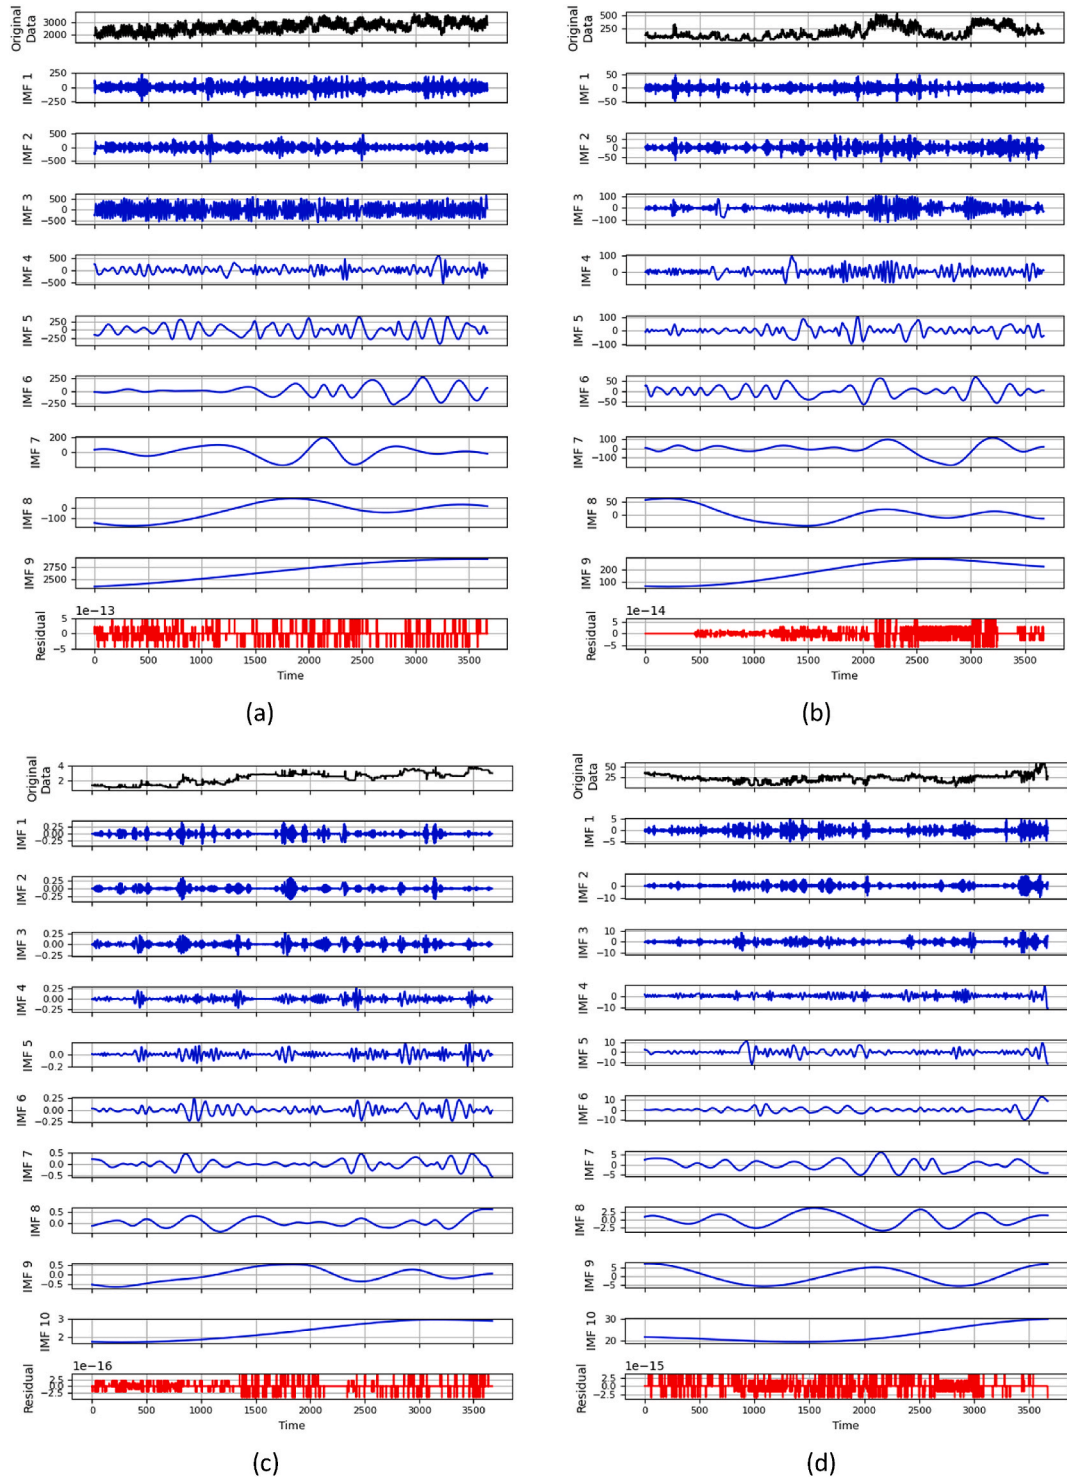 Original
Data
3000
2000
IMF 1
250
0
−250
IMF 2
500
0
−500
IMF 3
500
0
−500
IMF 4
500
0
−500
IMF 5
250
0
−250
IMF 6
250
0
−250
IMF 7
200
0
IMF 8
0
−100
IMF 9
2750
2500
1e−13
Residual
5
0
−5
0 500 1000 1500 2000 2500 3000 3500
Time
(a)
Original
Data
500
250
IMF 1
50
0
−50
IMF 2
50
0
−50
IMF 3
100
0
−100
IMF 4
100
0
IMF 5
100
0
−100
IMF 6
50
0
−50
IMF 7
100
0
−100
IMF 8
50
0
IMF 9
200
100
1e−14
Residual
5
0
−5
0 500 1000 1500 2000 2500 3000 3500
Time
(b)
Original
Data
4
2
IMF 1
0.25
0.00
−0.25
IMF 2
0.25
0.00
−0.25
IMF 3
0.25
0.00
−0.25
IMF 4
0.25
0.00
−0.25
IMF 5
0.0
−0.2
IMF 6
0.25
0.00
−0.25
IMF 7
0.5
0.0
−0.5
IMF 8
0.5
0.0
IMF 9
0.5
0.0
−0.5
IMF 10
3
2
1e−16
Residual
2.5
0.0
−2.5
0 500 1000 1500 2000 2500 3000 3500
Time
(c)
Original
Data
50
25
IMF 1
5
0
−5
IMF 2
0
−10
IMF 3
10
0
−10
IMF 4
0
−10
IMF 5
10
0
−10
IMF 6
10
0
−10
IMF 7
5
0
−5
IMF 8
2.5
0.0
−2.5
IMF 9
5
0
−5
IMF 10
30
20
1e−15
Residual
2.5
0.0
−2.5
0 500 1000 1500 2000 2500 3000 3500
Time
(d)